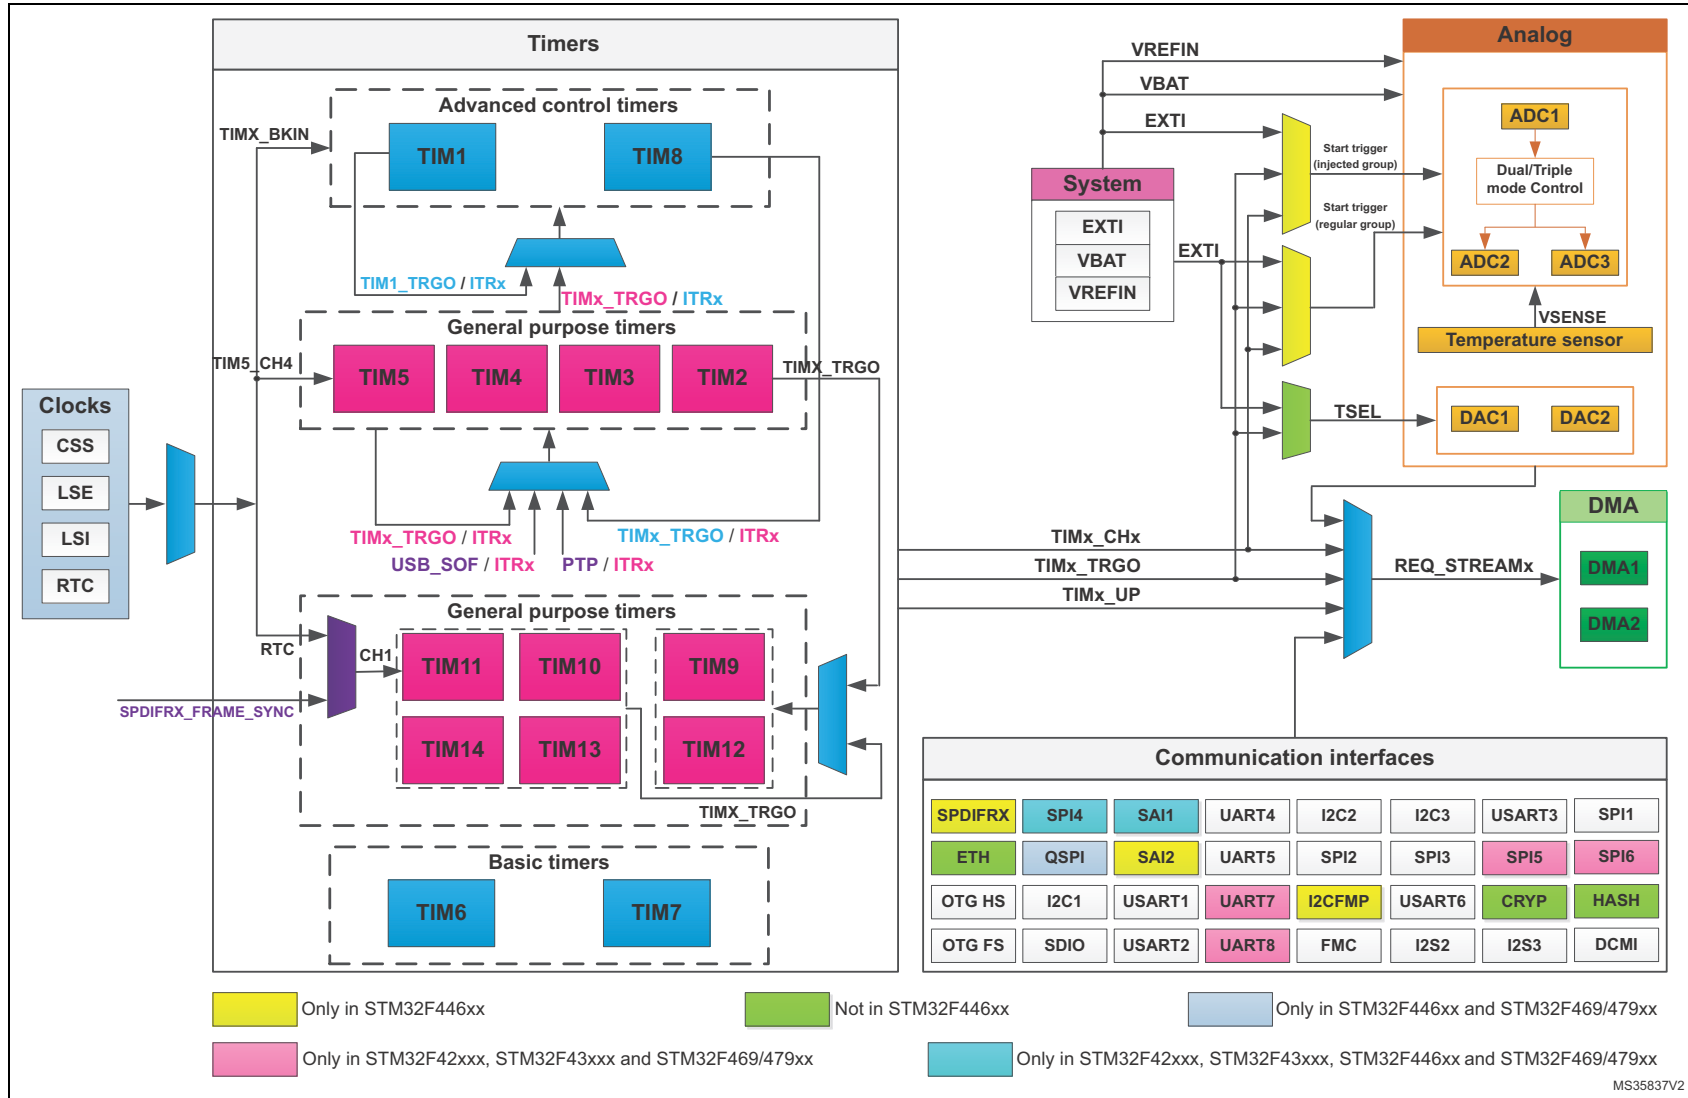 Timers
Advanced control timers
TIMX_BKIN
TIM1
TIM8
TIM1_TRGO / ITRx
TIMx_TRGO / ITRx
General purpose timers
TIM5_CH4
TIM5
TIM4
TIM3
TIM2
TIMX_TRGO
Clocks
CSS
LSE
LSI
RTC
TIMx_TRGO / ITRx
TIMx_TRGO / ITRx
USB_SOF / ITRx
PTP / ITRx
General purpose timers
RTC
CH1
SPDIFRX_FRAME_SYNC
TIM11
TIM10
TIM9
TIM14
TIM13
TIM12
TIMX_TRGO
Basic timers
TIM6
TIM7
VREFIN
VBAT
EXTI
System
EXTI
VBAT
VREFIN
EXTI
Start trigger
(injected group)
Start trigger
(regular group)
TSEL
Analog
ADC1
Dual/Triple
mode Control
ADC2
ADC3
VSENSE
Temperature sensor
DAC1
DAC2
TIMx_CHx
TIMx_TRGO
TIMx_UP
REQ_STREAMx
DMA
DMA1
DMA2
Communication interfaces
SPDIFRX SPI4 SAI1 UART4 I2C2 I2C3 USART3 SPI1
ETH QSPI SAI2 UART5 SPI2 SPI3 SPI5 SPI6
OTG HS I2C1 USART1 UART7 I2CFMP USART6 CRYP HASH
OTG FS SDIO USART2 UART8 FMC I2S2 I2S3 DCMI
Only in STM32F446xx
Not in STM32F446xx
Only in STM32F446xx and STM32F469/479xx
Only in STM32F42xxx, STM32F43xxx and STM32F469/479xx
Only in STM32F42xxx, STM32F43xxx, STM32F446xx and STM32F469/479xx
MS35837V2